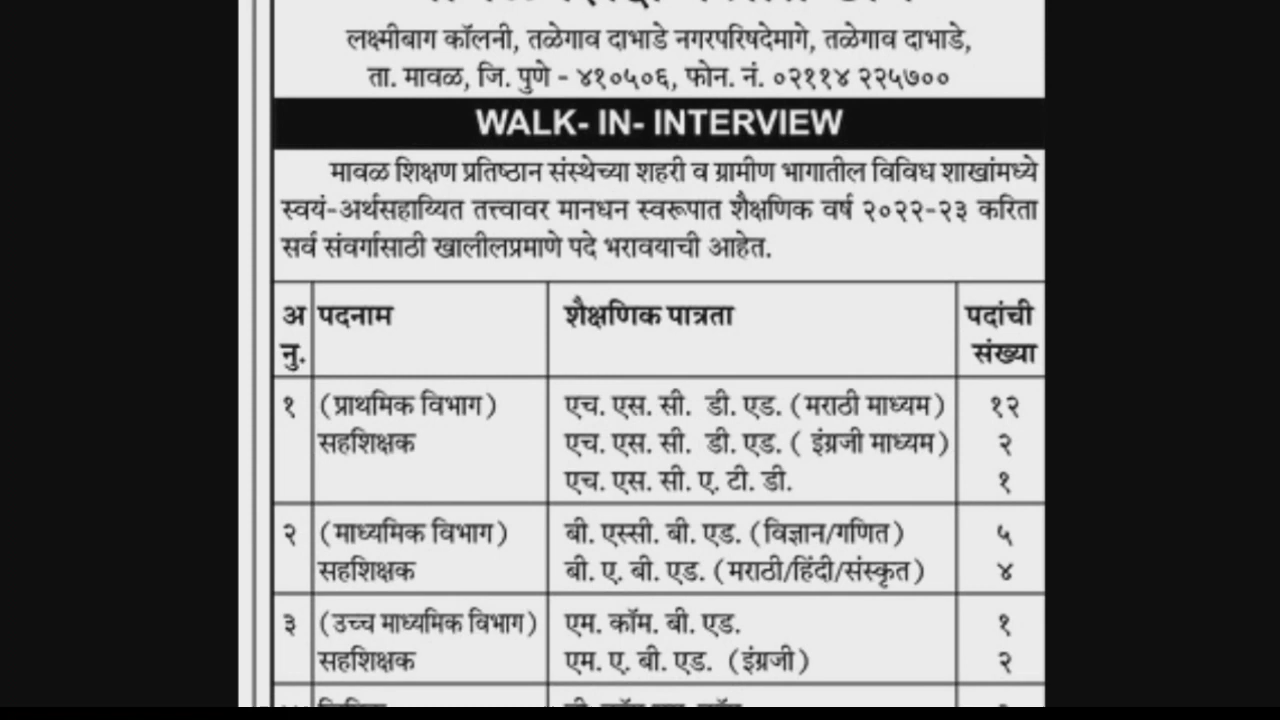 लक्ष्मीबाग कॉलनी, तळेगाव दाभाडे नगरपरिषदेमागे, तळेगाव दाभाडे,
ता. मावळ, जि. पुणे - ४१०५०६, फोन. नं. ०२११४ २२५७००
WALK- IN- INTERVIEW
मावळ शिक्षण प्रतिष्ठान संस्थेच्या शहरी व ग्रामीण भागातील विविध शाखांमध्ये
स्वयं-अर्थसहाय्यित तत्त्वावर मानधन स्वरूपात शैक्षणिक वर्ष २०२२-२३ करिता
सर्व संवर्गासाठी खालीलप्रमाणे पदे भरावयाची आहेत.
अ नु. पदनाम शैक्षणिक पात्रता पदांची संख्या
१ (प्राथमिक विभाग) एच. एस. सी. डी. एड. (मराठी माध्यम) १२
सहशिक्षक एच. एस. सी. डी. एड. ( इंग्रजी माध्यम) २
एच. एस. सी. ए. टी. डी. १
२ (माध्यमिक विभाग) बी. एस्सी. बी. एड. (विज्ञान/गणित) ५
सहशिक्षक बी. ए. बी. एड. (मराठी/हिंदी/संस्कृत) ४
३ (उच्च माध्यमिक विभाग) एम. कॉम. बी. एड. १
सहशिक्षक एम. ए. बी. एड. (इंग्रजी) २